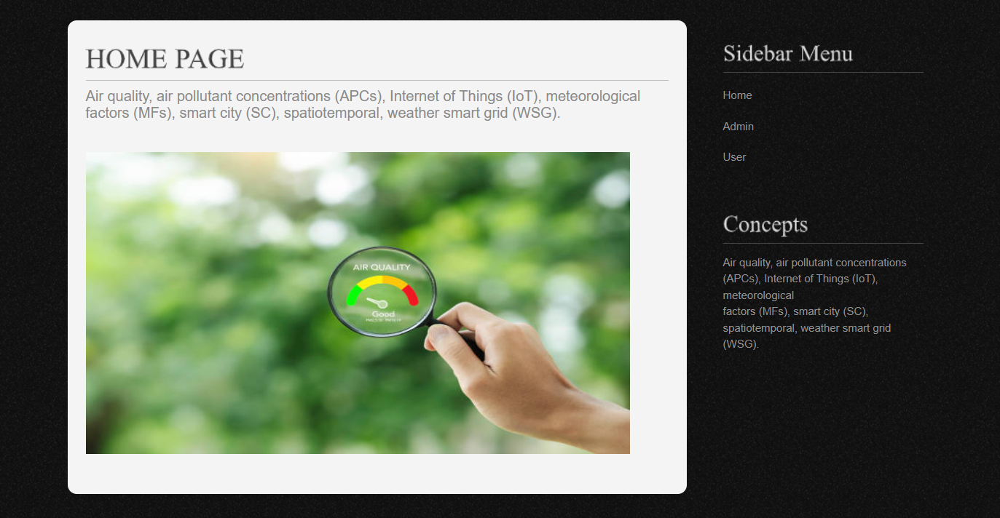 HOME PAGE
Air quality, air pollutant concentrations (APCs), Internet of Things (IoT), meteorological
factors (MFs), smart city (SC), spatiotemporal, weather smart grid (WSG).
AIR QUALITY
Good
Sidebar Menu
Home
Admin
User
Concepts
Air quality, air pollutant concentrations
(APCs), Internet of Things (IoT),
meteorological
factors (MFs), smart city (SC),
spatiotemporal, weather smart grid
(WSG).